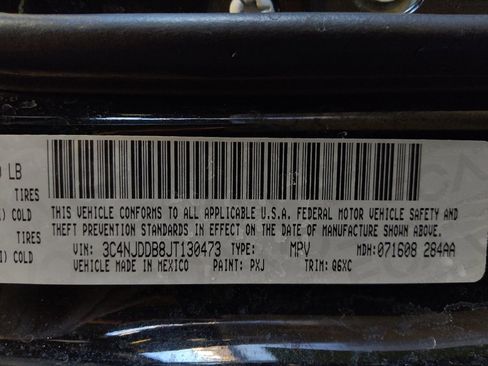 LB
TIRES
COLD
TIRES
COLD
THIS VEHICLE CONFORMS TO ALL APPLICABLE U.S.A. FEDERAL MOTOR VEHICLE SAFETY AND
THEFT PREVENTION STANDARDS IN EFFECT ON THE DATE OF MANUFACTURE SHOWN ABOVE.
VIN: 3C4NJDDB8JT130473 TYPE: MPV MDH: 071608 284AA
VEHICLE MADE IN MEXICO PAINT: PXJ TRIM: Q6XC